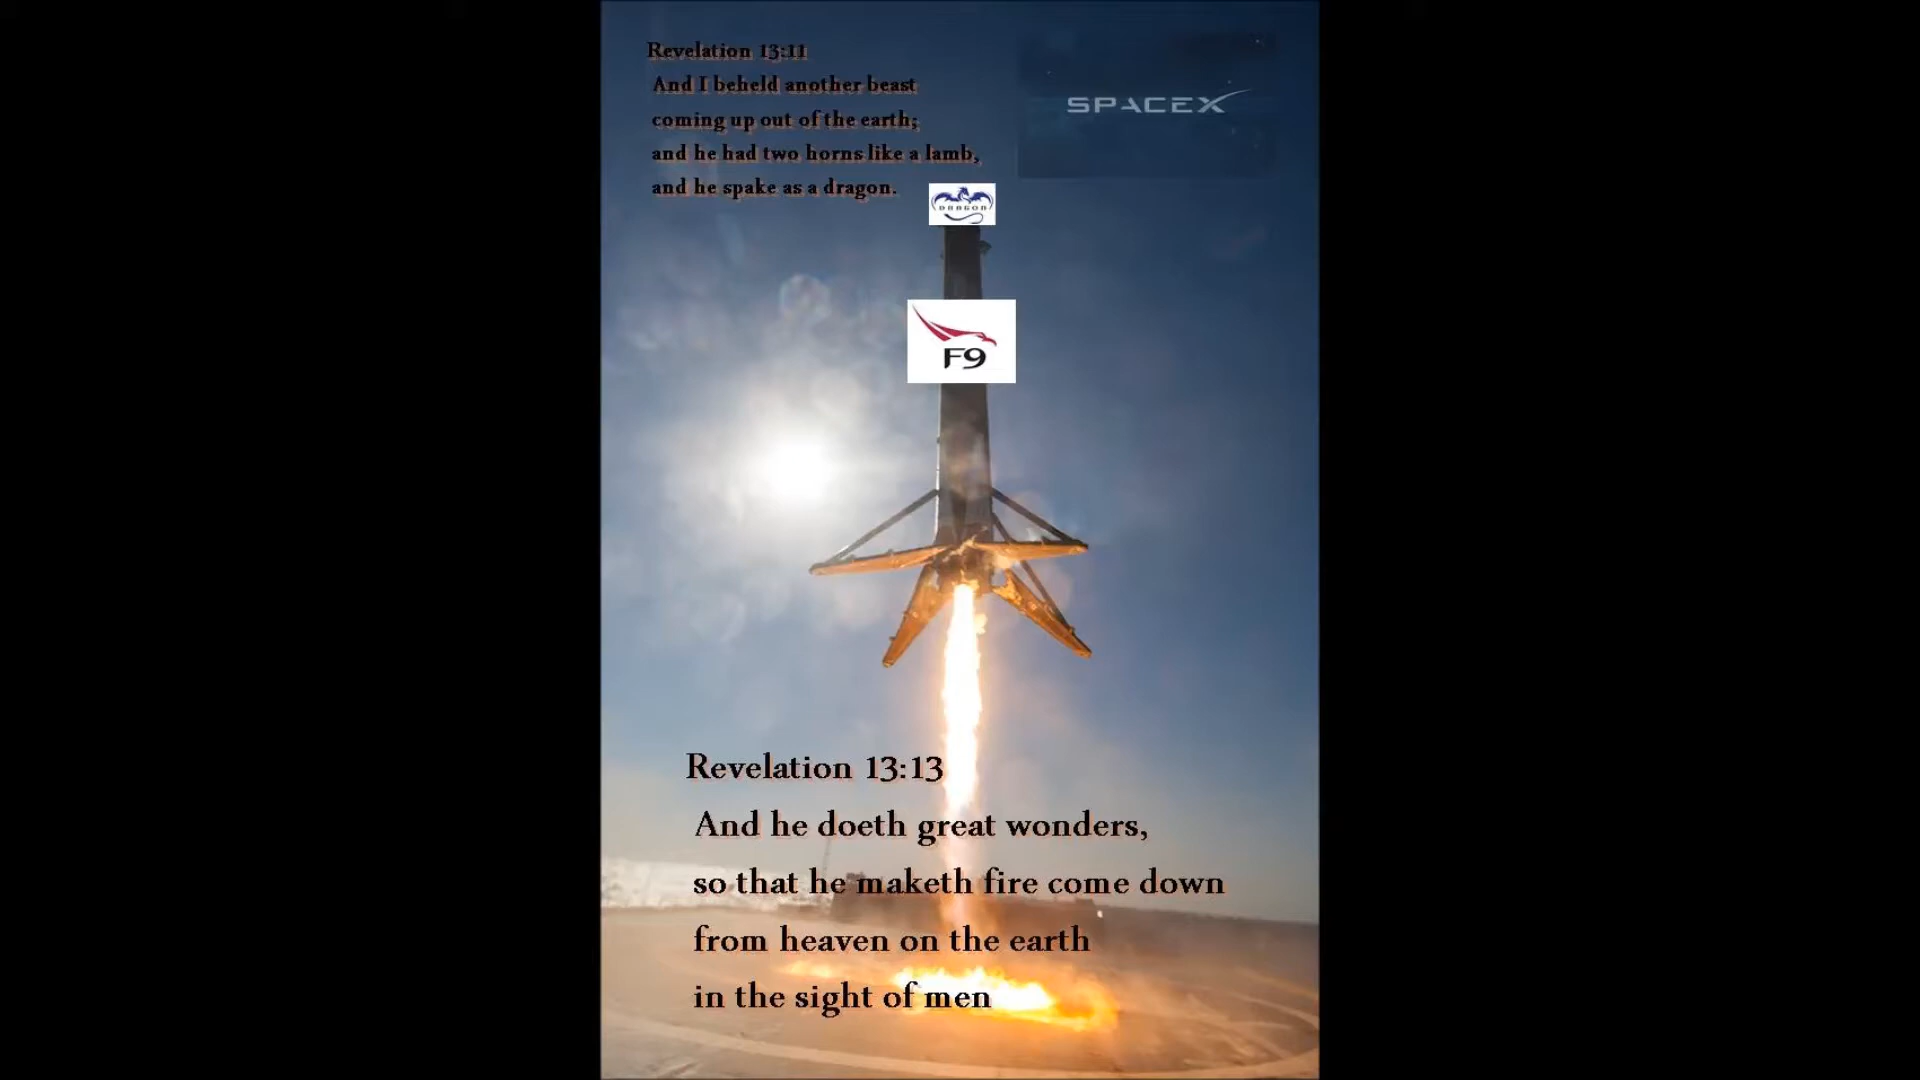 Revelation 13:11
And I beheld another beast
coming up out of the earth;
and he had two horns like a lamb,
and he spake as a dragon.
SPACEX
DRAGON
F9
Revelation 13:13
And he doeth great wonders,
so that he maketh fire come down
from heaven on the earth
in the sight of men